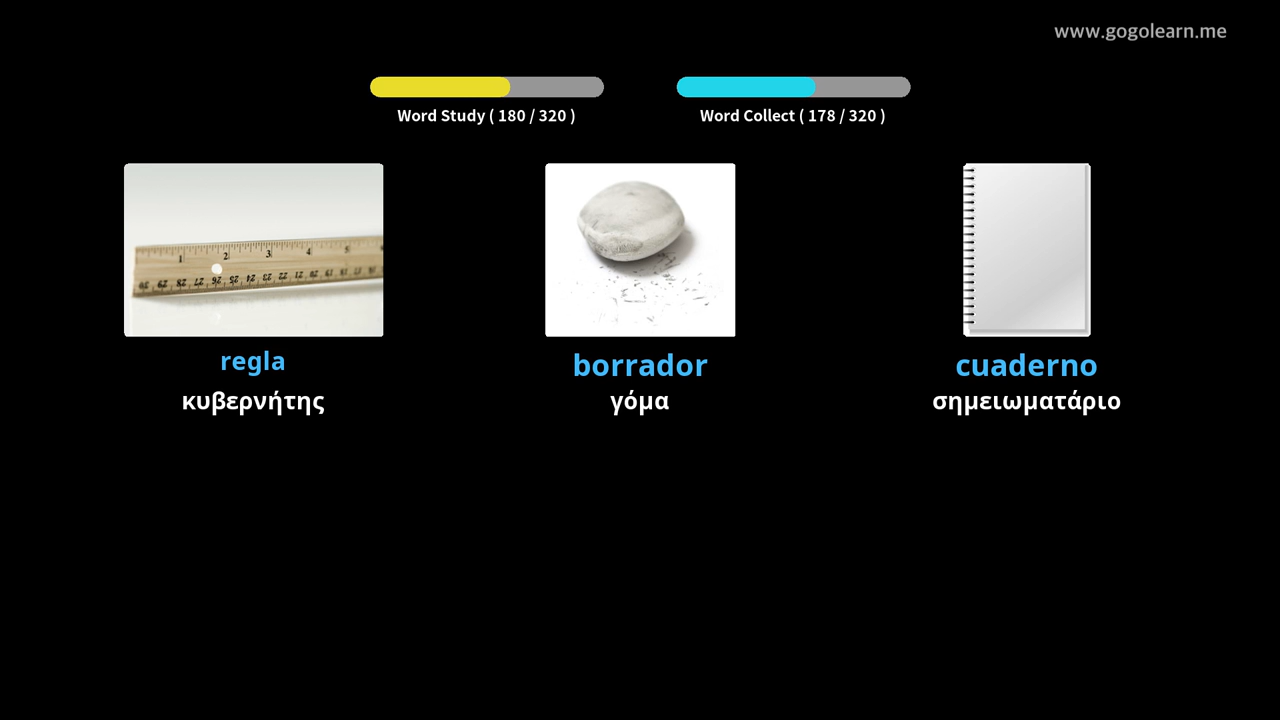 www.gogolearn.me
Word Study ( 180 / 320 )
Word Collect ( 178 / 320 )
regla
borrador
cuaderno
κυβερνήτης
γόμα
σημειωματάριο